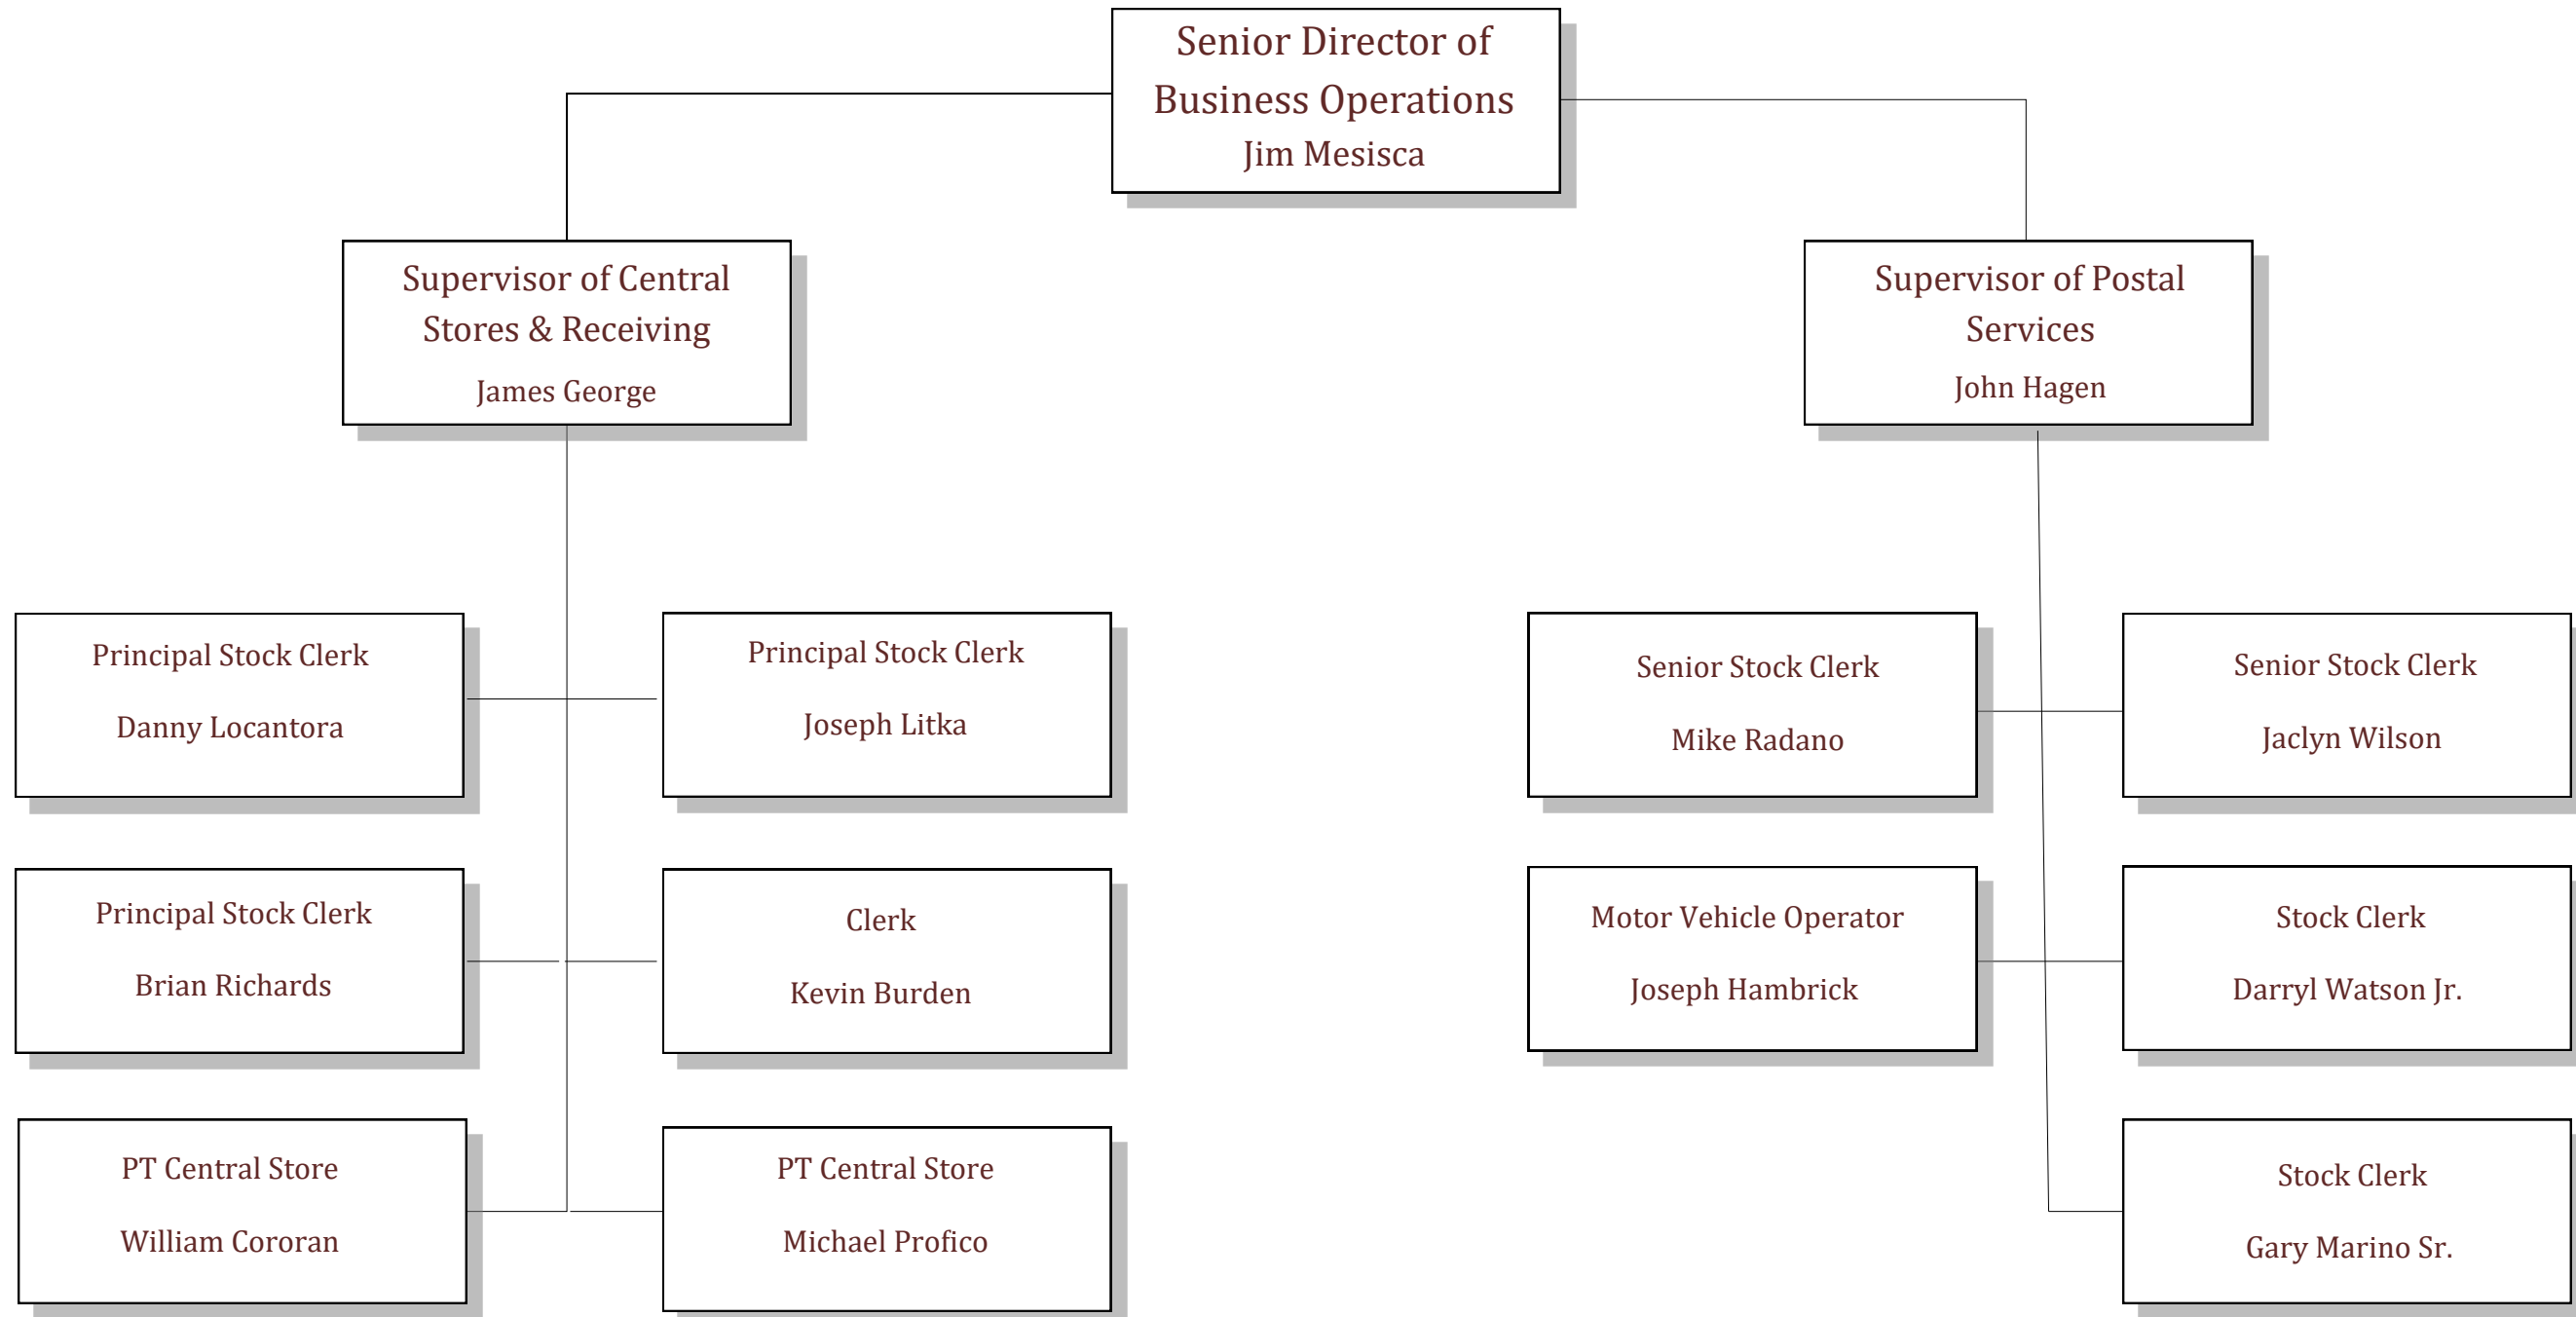 Senior Director of
Business Operations
Jim Mesisca
Supervisor of Central
Stores & Receiving
James George
Supervisor of Postal
Services
John Hagen
Principal Stock Clerk
Danny Locantora
Principal Stock Clerk
Joseph Litka
Senior Stock Clerk
Mike Radano
Senior Stock Clerk
Jaclyn Wilson
Principal Stock Clerk
Brian Richards
Clerk
Kevin Burden
Motor Vehicle Operator
Joseph Hambrick
Stock Clerk
Darryl Watson Jr.
PT Central Store
William Cororan
PT Central Store
Michael Profico
Stock Clerk
Gary Marino Sr.